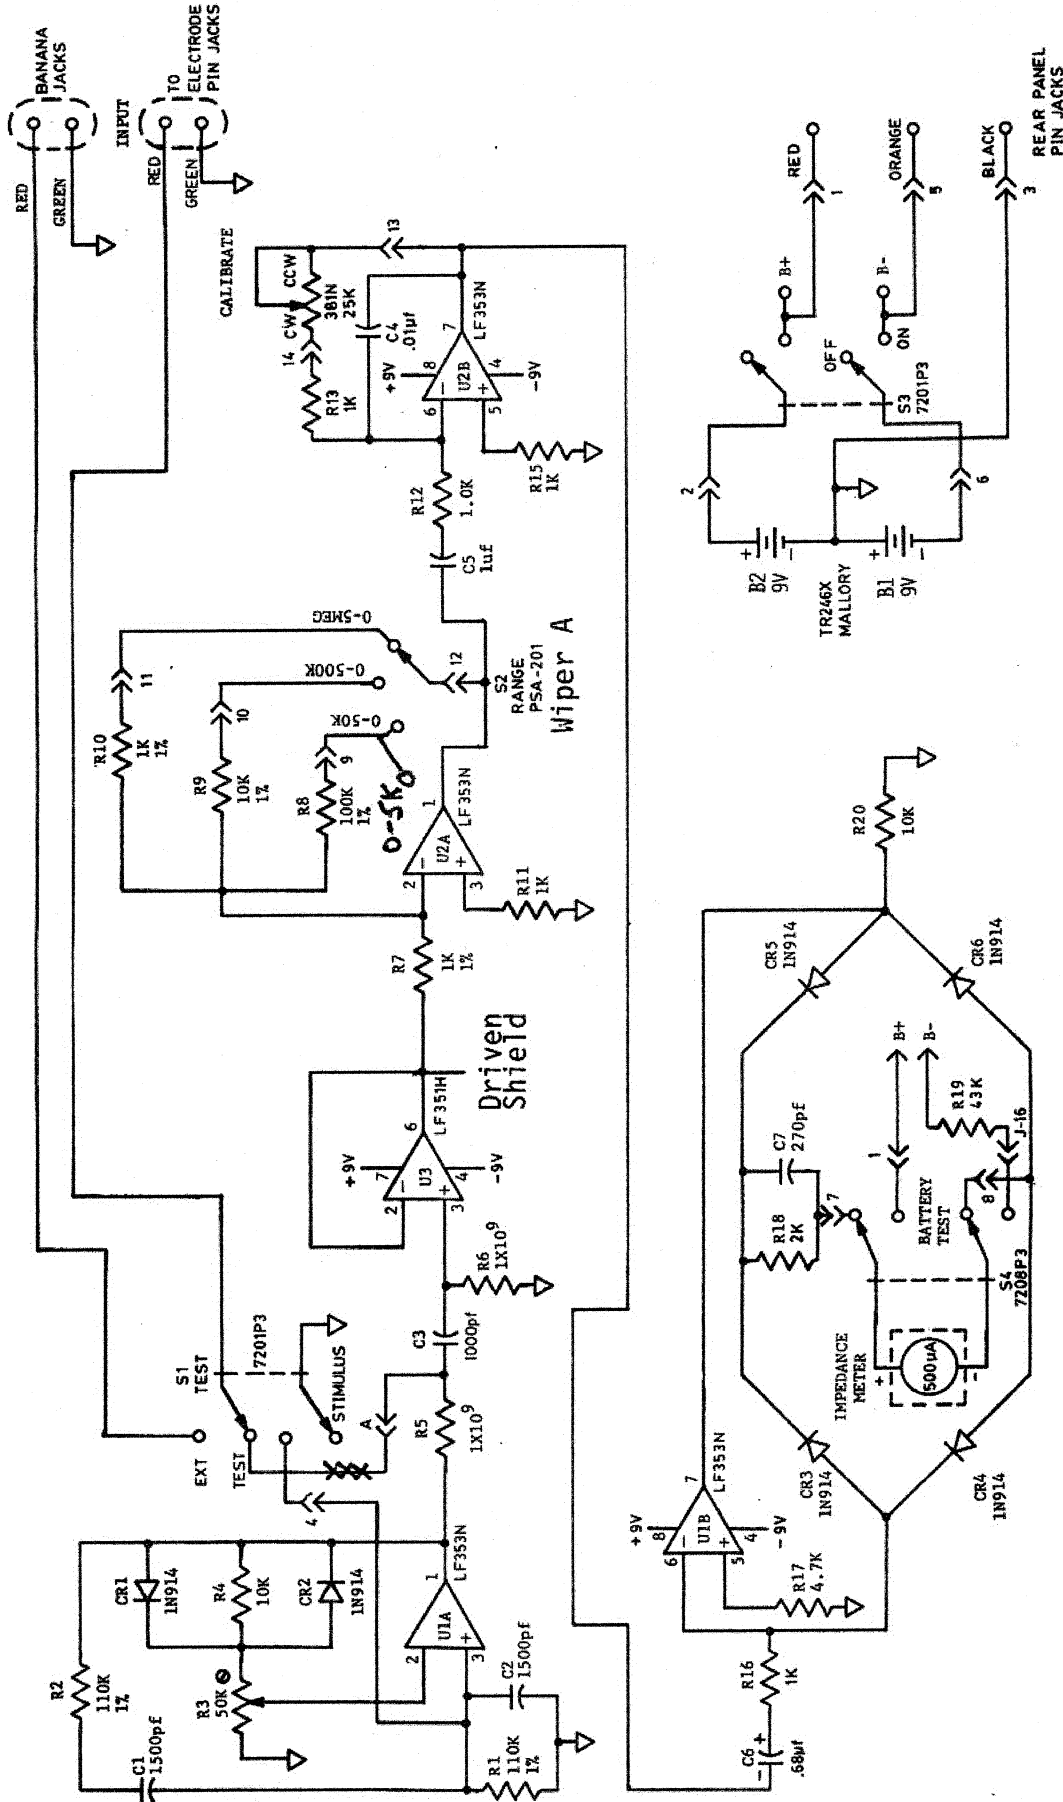 BANANA
JACKS
RED
GREEN
INPUT
TO
ELECTRODE
PIN JACKS
RED
GREEN
S1
TEST
7201P3
EXT
TEST
STIMULUS
A
4
R2
110K
1%
C1
1500pf
CR1
1N914
R4
10K
CR2
1N914
R3
50K
2
3
1
U1A
-
+
LF353N
C2
1500pf
R1
110K
1%
R5
1X10⁹
C3
1000pf
R6
1X10⁹
+9V
7
2
3
6
4
U3
-
+
-9V
LF351H
Driven
Shield
R7
1K
1%
R10
1K
1%
11
R9
10K
1%
10
R8
100K
1%
9
0-5MEG
0-500K
0-50K
0-5K
2
3
1
U2A
-
+
LF353N
R11
1K
12
S2
RANGE
PSA-201
Wiper A
C5
1uf
R12
1.0K
CALIBRATE
CW
CCW
381N
25K
14
13
R13
1K
C4
.01µf
+9V
8
6
5
7
4
U2B
-
+
-9V
LF353N
R15
1K
C6
.68µf
-
+
R16
1K
R17
4.7K
+9V
8
6
5
7
4
U1B
-
+
-9V
LF353N
CR3
1N914
CR4
1N914
CR5
1N914
CR6
1N914
R20
10K
R18
2K
C7
270pf
7
IMPEDANCE
METER
500µA
+
-
BATTERY
TEST
S4
7208P3
1
8
B+
B-
R19
43K
J-16
TR246X
MALLORY
B2
9V
+
-
B1
9V
+
-
2
6
OFF
ON
S3
7201P3
B+
B-
RED
1
ORANGE
5
BLACK
3
REAR PANEL
PIN JACKS